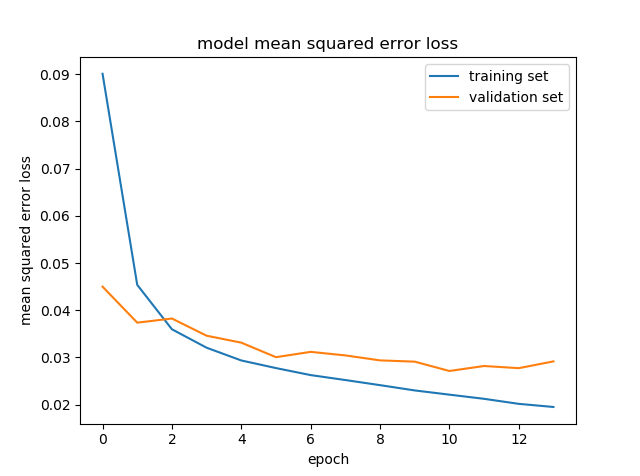 model mean squared error loss
training set
validation set
mean squared error loss
0.09
0.08
0.07
0.06
0.05
0.04
0.03
0.02
0 2 4 6 8 10 12
epoch